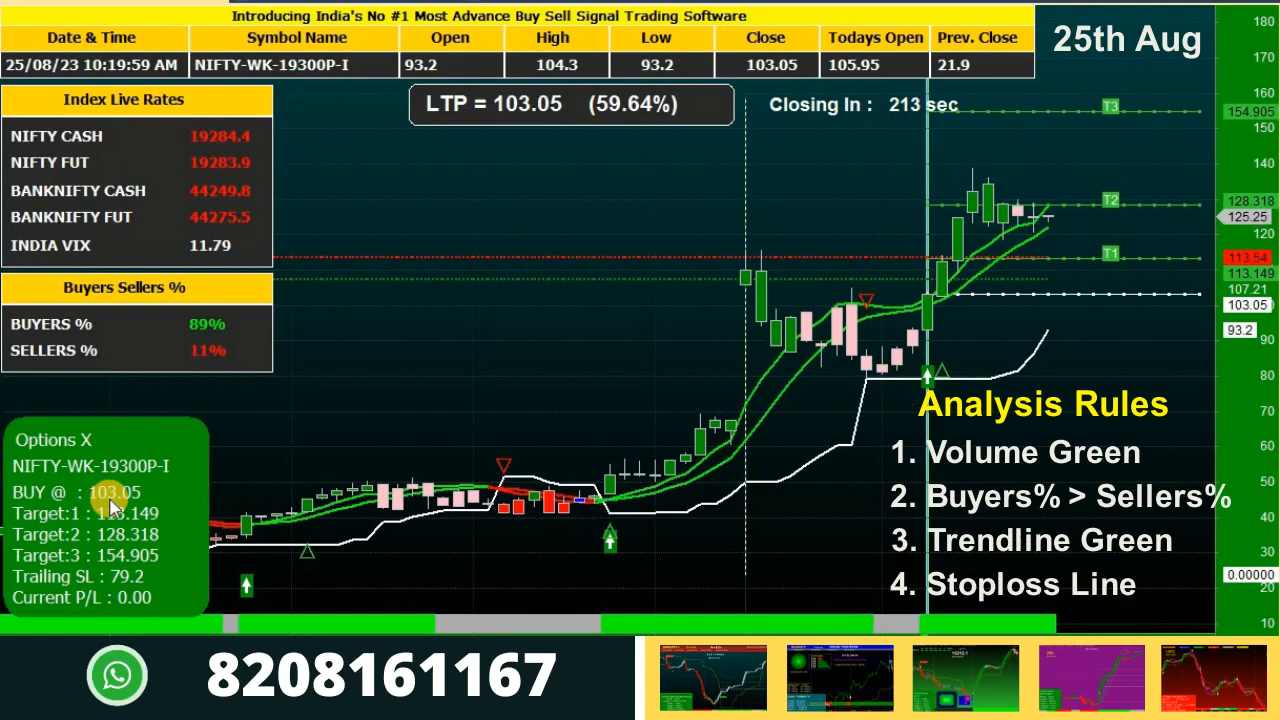 Introducing India's No #1 Most Advance Buy Sell Signal Trading Software
Date & Time Symbol Name Open High Low Close Todays Open Prev. Close
25/08/23 10:19:59 AM NIFTY-WK-19300P-I 93.2 104.3 93.2 103.05 105.95 21.9
25th Aug
Index Live Rates
NIFTY CASH 19284.4
NIFTY FUT 19283.9
BANKNIFTY CASH 44249.8
BANKNIFTY FUT 44275.5
INDIA VIX 11.79
Buyers Sellers %
BUYERS % 89%
SELLERS % 11%
LTP = 103.05 (59.64%)
Closing In : 213 sec
T3
T2
T1
180
170
160
154.905
150
140
128.318
125.25
120
113.54
113.149
107.21
103.05
93.2
90
80
70
60
50
40
30
0.00000
20
10
Analysis Rules
1. Volume Green
2. Buyers% > Sellers%
3. Trendline Green
4. Stoploss Line
Options X
NIFTY-WK-19300P-I
BUY @ : 103.05
Target:1 :
Target:2 : 128.318
Target:3 : 154.905
Trailing SL : 79.2
Current P/L : 0.00
8208161167